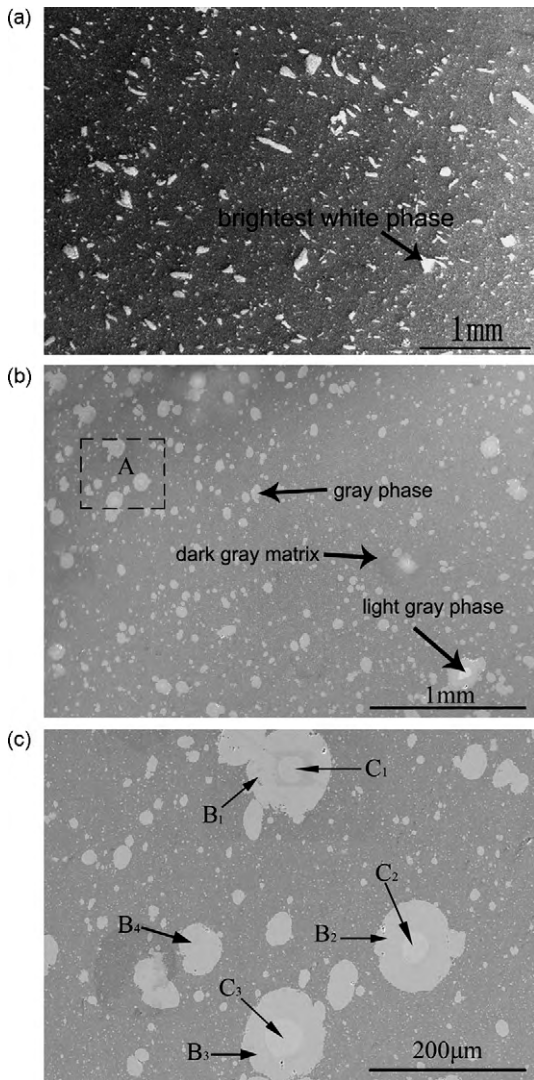 (a)
brightest white phase
1mm
(b)
A
gray phase
dark gray matrix
light gray phase
1mm
(c)
C₁
B₁
C₂
B₄
B₂
C₃
B₃
200μm